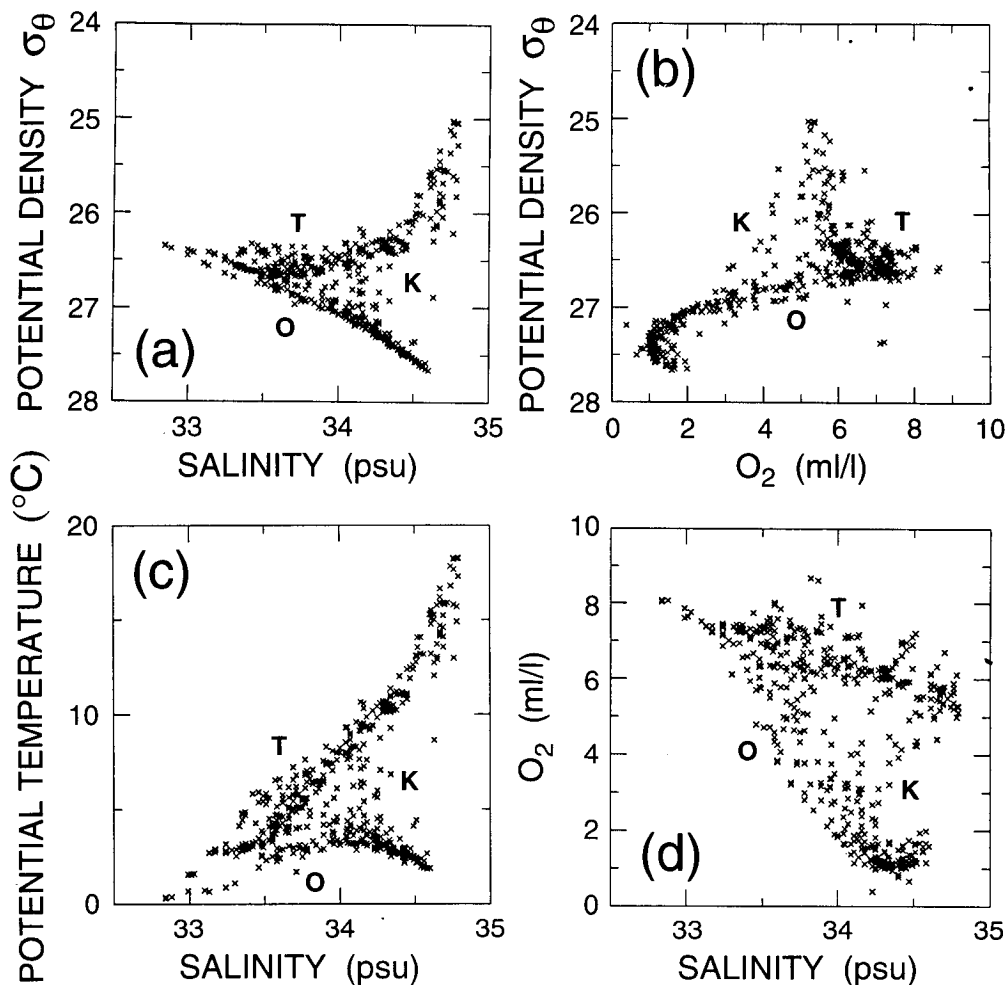 POTENTIAL DENSITY σθ
24
25
26
27
28
T
K
O
(a)
33
34
35
SALINITY (psu)
POTENTIAL DENSITY σθ
24
25
26
27
28
(b)
K
T
O
0
2
4
6
8
10
O2 (ml/l)
POTENTIAL TEMPERATURE (°C)
20
10
0
(c)
T
K
O
33
34
35
SALINITY (psu)
O2 (ml/l)
10
8
6
4
2
0
T
O
K
(d)
33
34
35
SALINITY (psu)